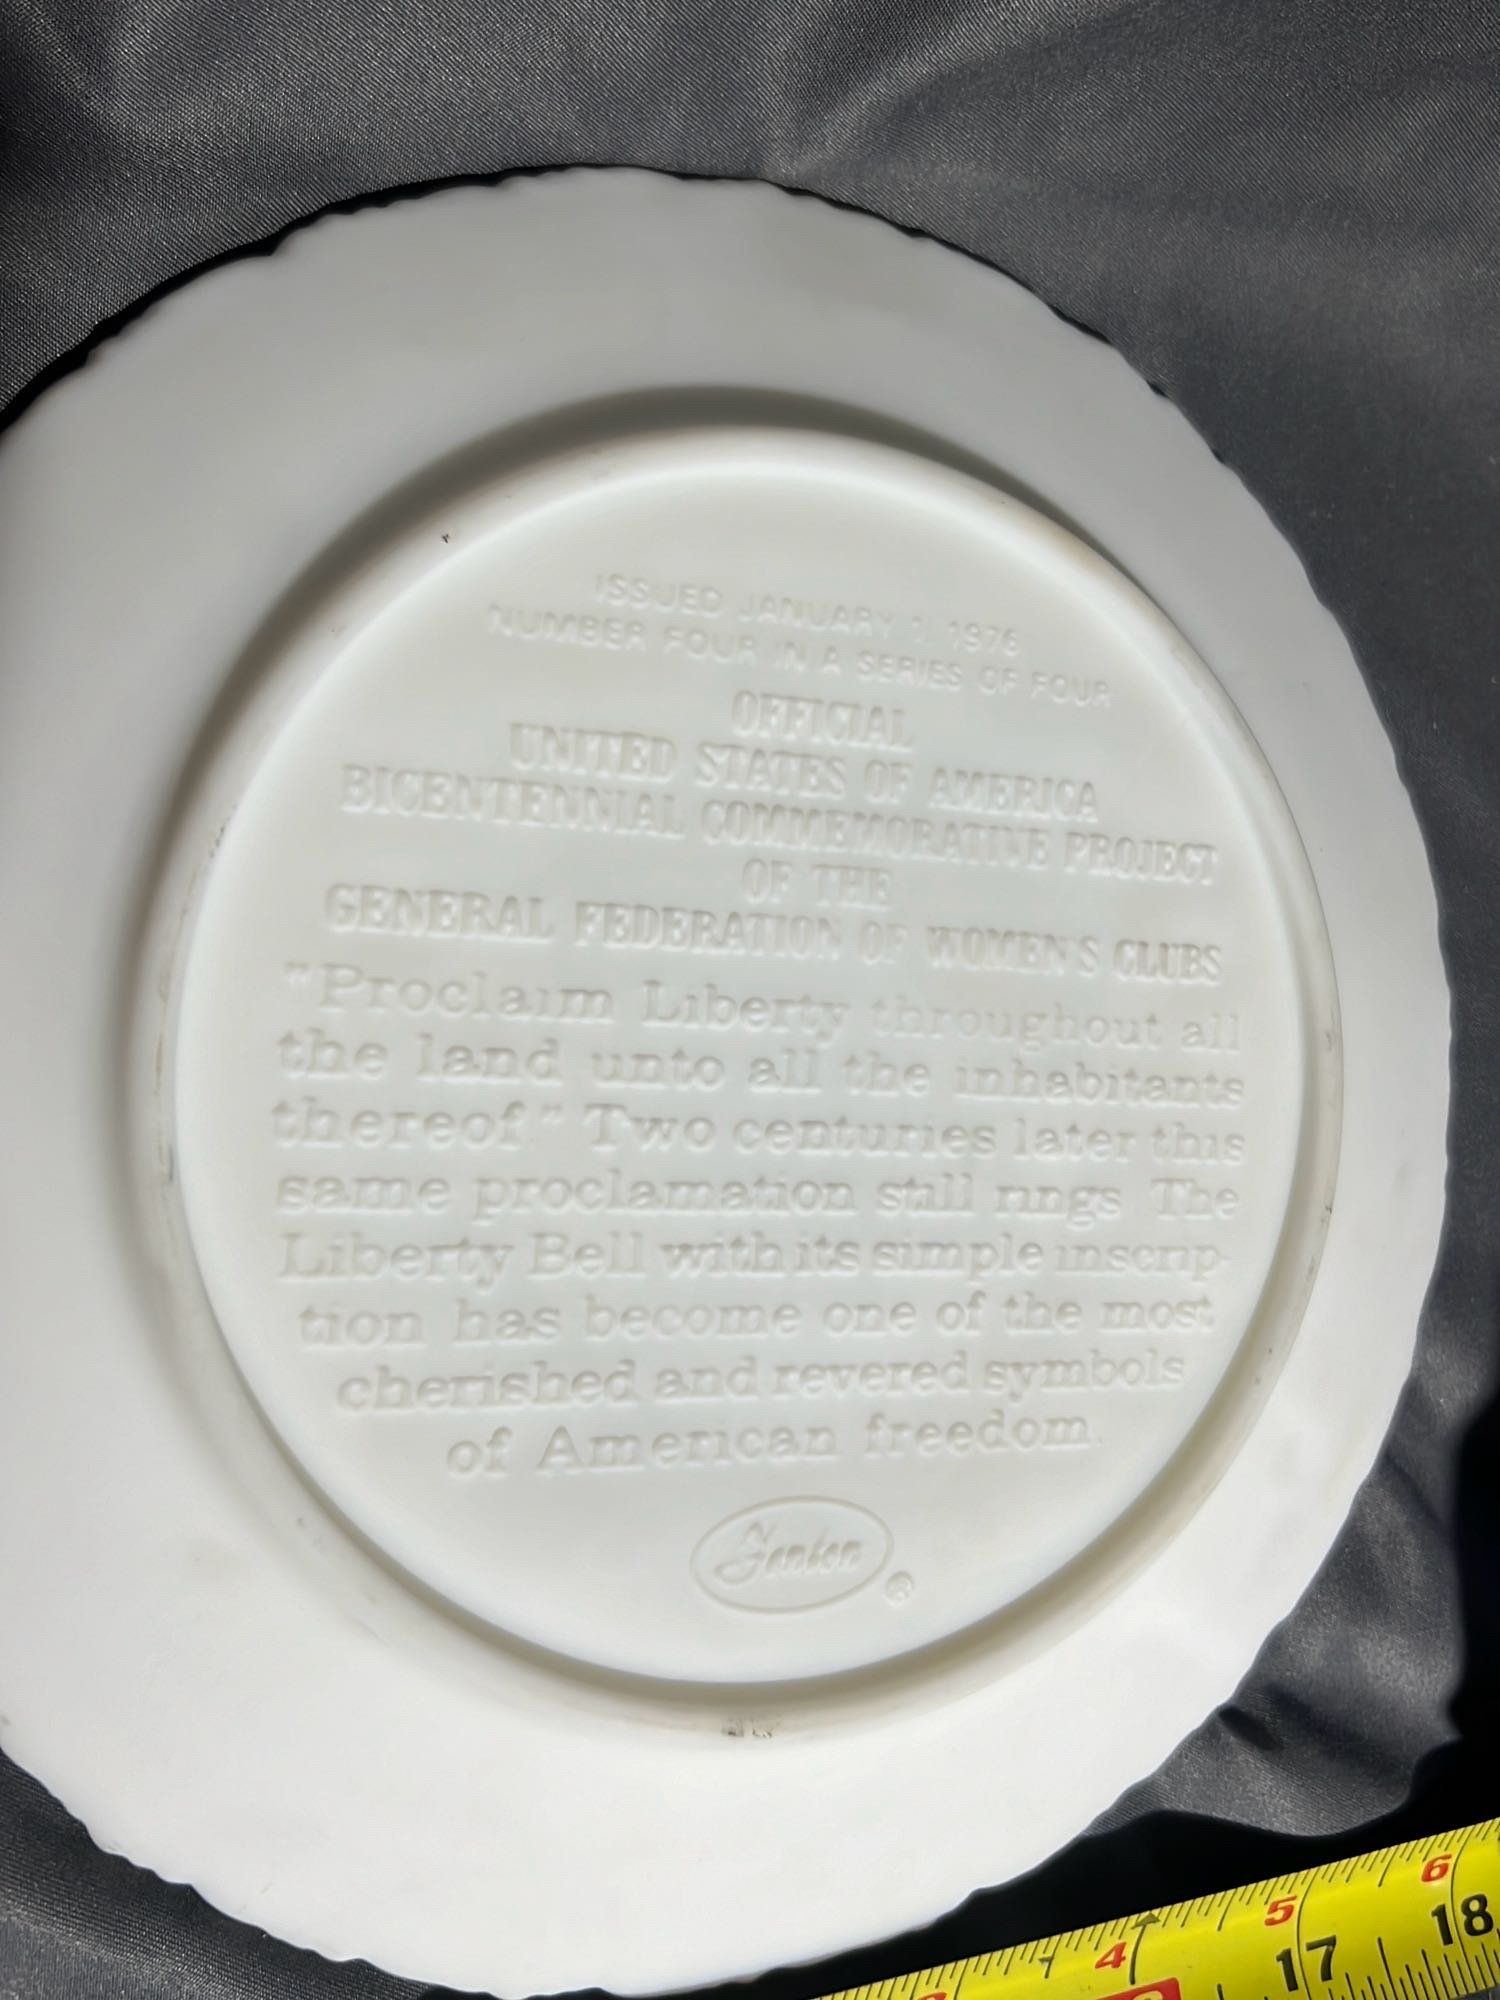 ISSUED JANUARY 1, 1976
NUMBER FOUR IN A SERIES OF FOUR
OFFICIAL
UNITED STATES OF AMERICA
BICENTENNIAL COMMEMORATIVE PROJECT
OF THE
GENERAL FEDERATION OF WOMEN'S CLUBS
"Proclaim Liberty throughout all
the land unto all the inhabitants
thereof." Two centuries later this
same proclamation still rings. The
Liberty Bell with its simple inscrip-
tion has become one of the most
cherished and revered symbols
of American freedom.
Fenton ®
4 5 6
17 18